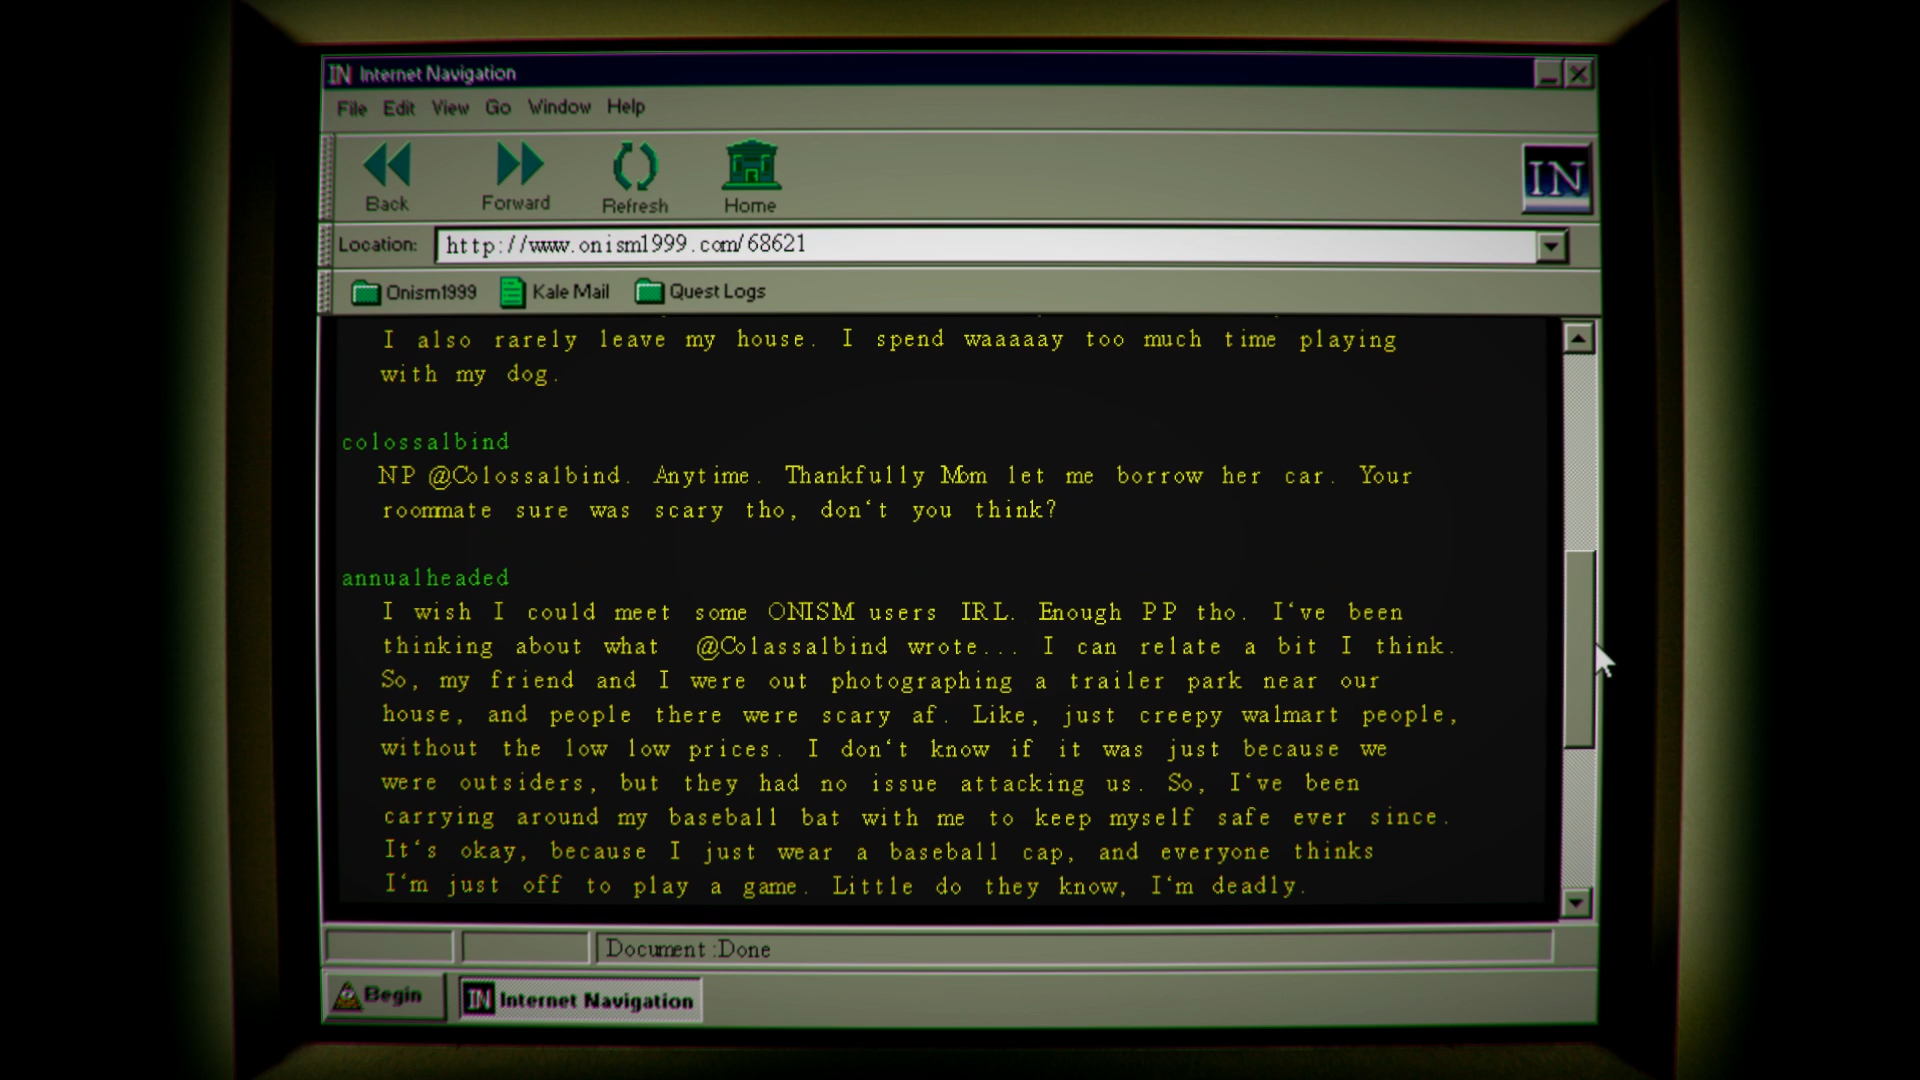 IN Internet Navigation
File Edit View Go Window Help
Back Forward Refresh Home
IN
Location: http://www.onism1999.com/68621
Onism1999 Kale Mail Quest Logs
I also rarely leave my house. I spend waaaaay too much time playing
with my dog.
colossalbind
NP @Colossalbind. Anytime. Thankfully Mom let me borrow her car. Your
roommate sure was scary tho, don't you think?
annualheaded
I wish I could meet some ONISM users IRL. Enough PP tho. I've been
thinking about what @Colassalbind wrote... I can relate a bit I think.
So, my friend and I were out photographing a trailer park near our
house, and people there were scary af. Like, just creepy walmart people,
without the low low prices. I don't know if it was just because we
were outsiders, but they had no issue attacking us. So, I've been
carrying around my baseball bat with me to keep myself safe ever since.
It's okay, because I just wear a baseball cap, and everyone thinks
I'm just off to play a game. Little do they know, I'm deadly.
Document :Done
Begin IN Internet Navigation